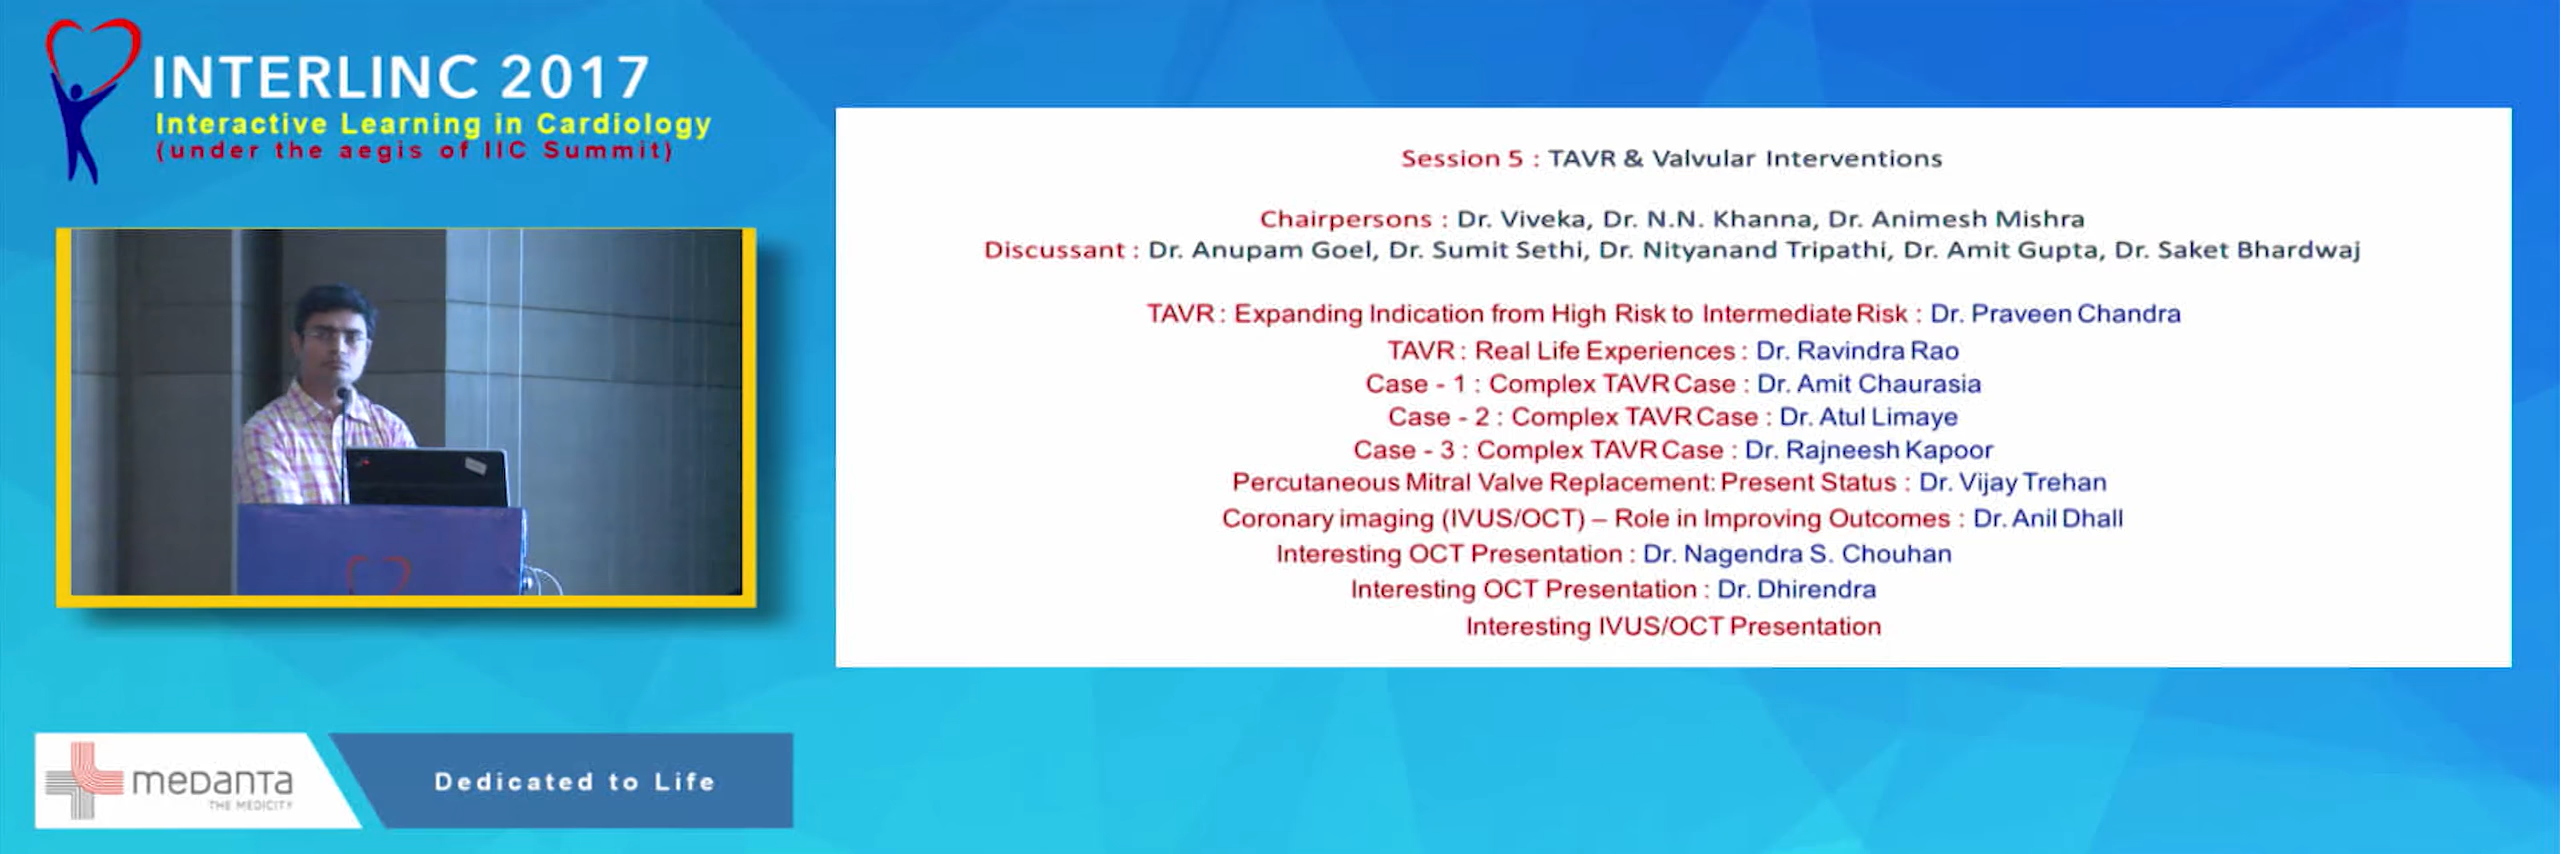 INTERLINC 2017
Interactive Learning in Cardiology
(under the aegis of IIC Summit)
Session 5 : TAVR & Valvular Interventions
Chairpersons : Dr. Viveka, Dr. N.N. Khanna, Dr. Animesh Mishra
Discussant : Dr. Anupam Goel, Dr. Sumit Sethi, Dr. Nityanand Tripathi, Dr. Amit Gupta, Dr. Saket Bhardwaj
TAVR : Expanding Indication from High Risk to Intermediate Risk : Dr. Praveen Chandra
TAVR : Real Life Experiences : Dr. Ravindra Rao
Case - 1 : Complex TAVR Case : Dr. Amit Chaurasia
Case - 2 : Complex TAVR Case : Dr. Atul Limaye
Case - 3 : Complex TAVR Case : Dr. Rajneesh Kapoor
Percutaneous Mitral Valve Replacement: Present Status : Dr. Vijay Trehan
Coronary imaging (IVUS/OCT) – Role in Improving Outcomes : Dr. Anil Dhall
Interesting OCT Presentation : Dr. Nagendra S. Chouhan
Interesting OCT Presentation : Dr. Dhirendra
Interesting IVUS/OCT Presentation
medanta
THE MEDICITY
Dedicated to Life